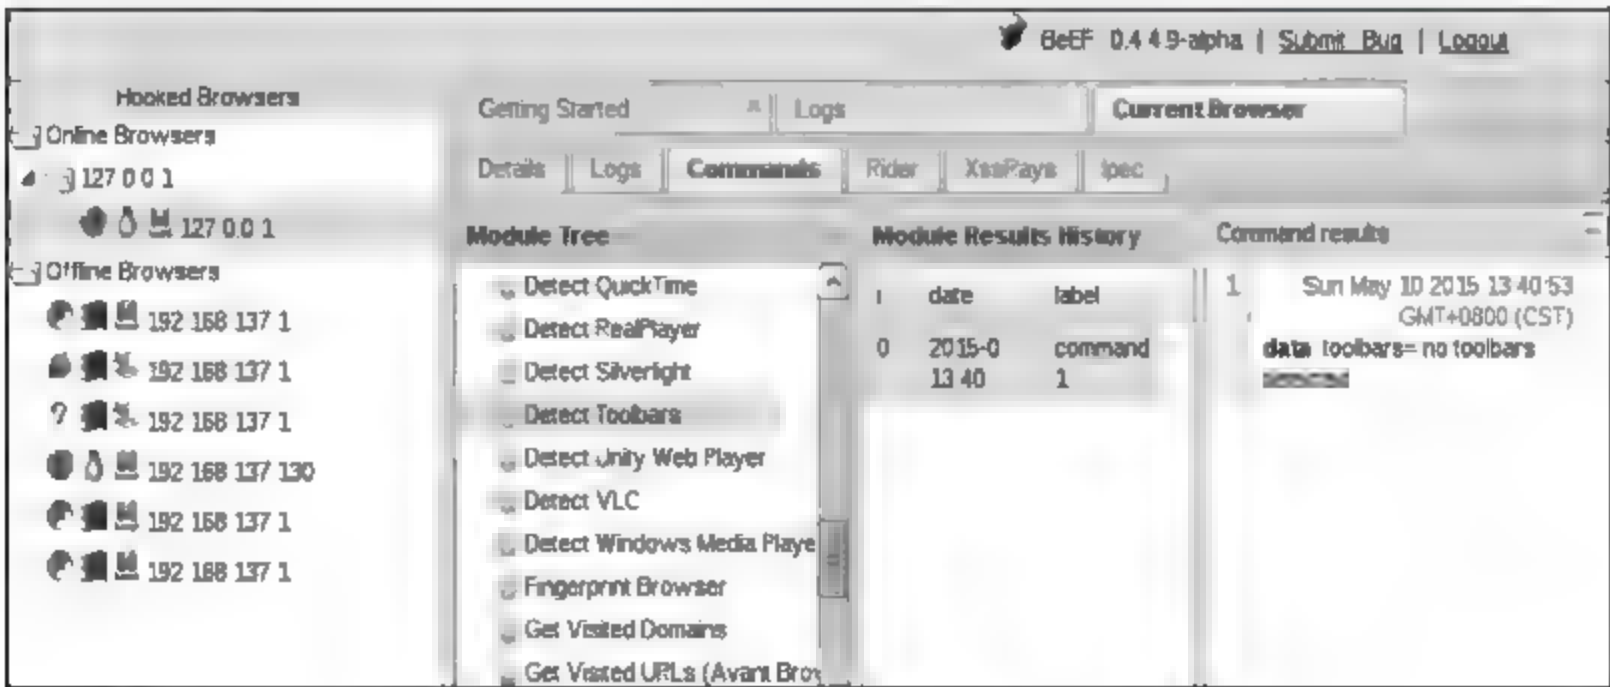 BeEF 0.4.4.9-alpha | Submit Bug | Logout
Hooked Browsers
Getting Started
Logs
Current Browser
Online Browsers
127.0.0.1
127.0.0.1
Offline Browsers
192.168.137.1
192.168.137.1
? 192.168.137.1
192.168.137.130
192.168.137.1
192.168.137.1
Details
Logs
Commands
Rider
XssRays
Ipec
Module Tree
Detect QuickTime
Detect RealPlayer
Detect Silverlight
Detect Toolbars
Detect Unity Web Player
Detect VLC
Detect Windows Media Playe
Fingerprint Browser
Get Visited Domains
Get Visited URLs (Avant Brow
Module Results History
i date label
0 2015-0 command
13:40 1
Command results
1 Sun May 10 2015 13:40:53
GMT+0800 (CST)
data: toolbars= no toolbars